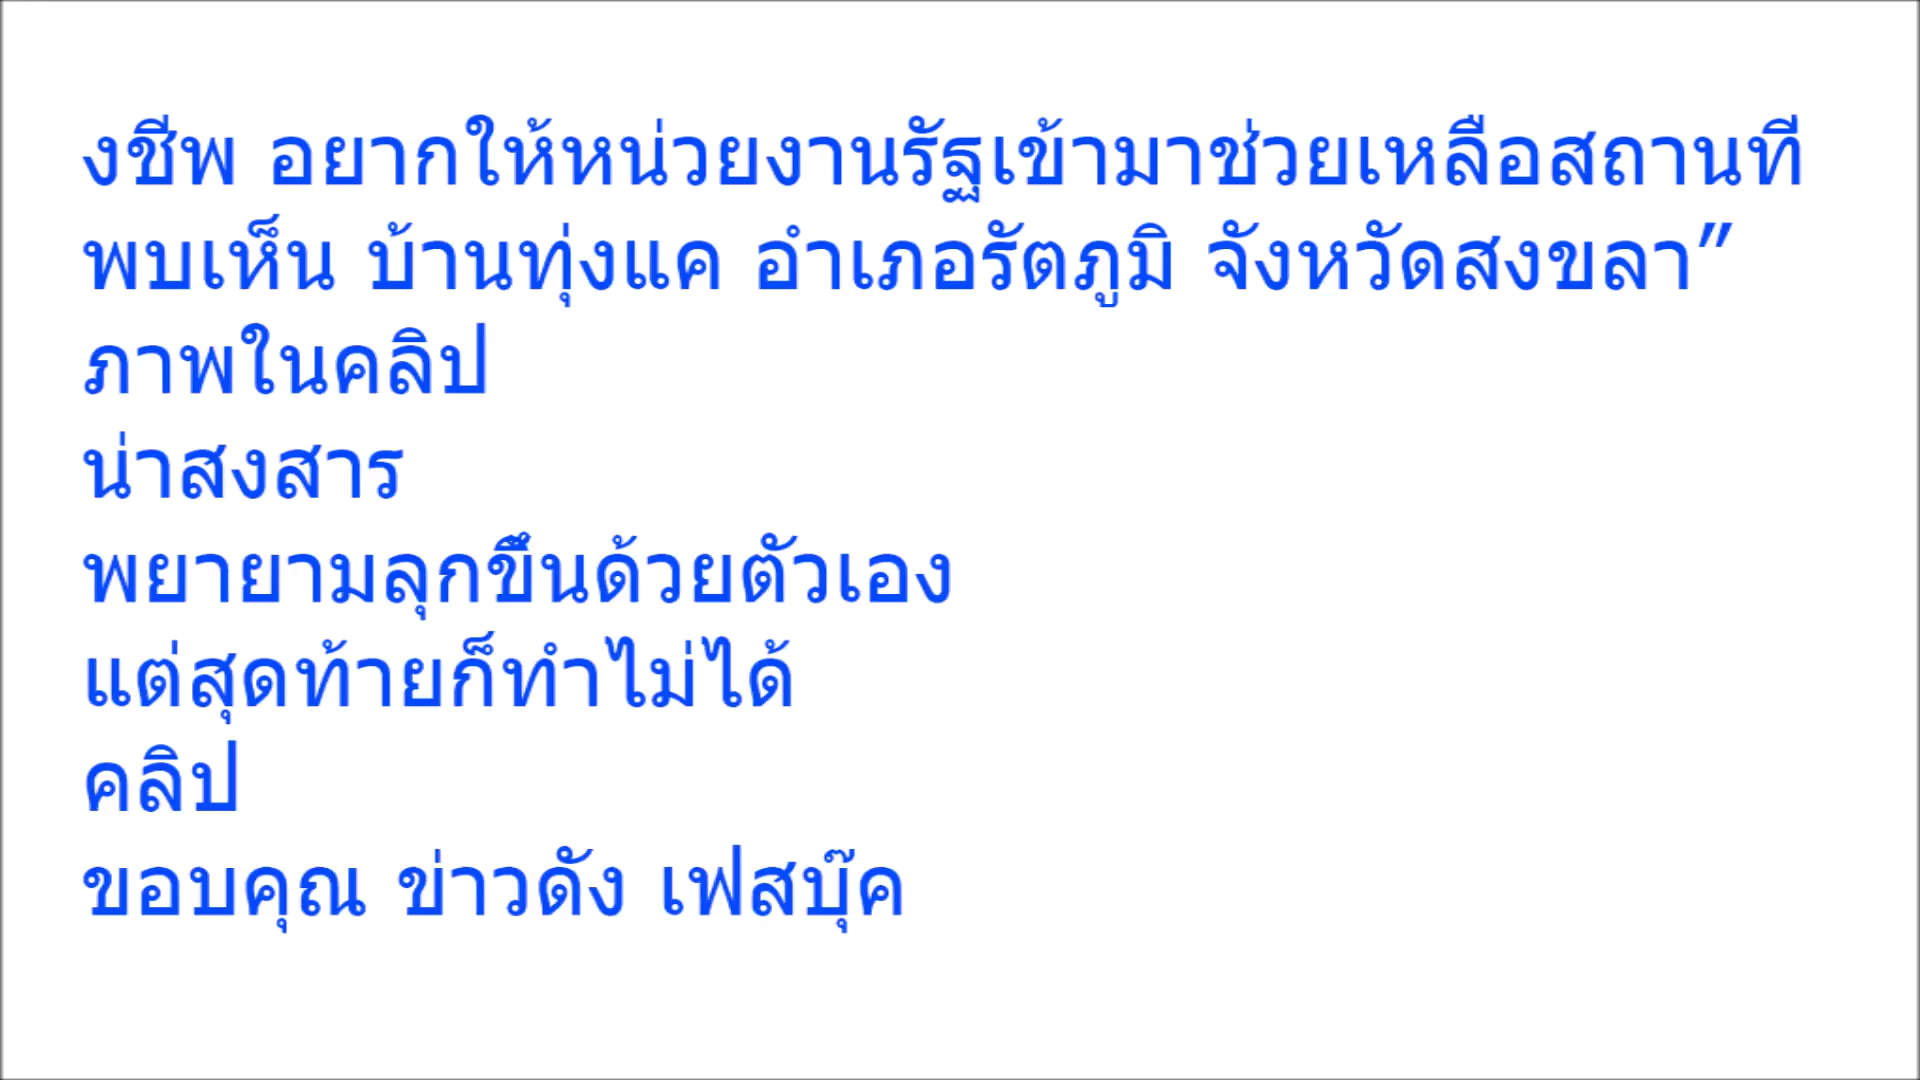 งชีพ อยากให้หน่วยงานรัฐเข้ามาช่วยเหลือสถานที่
พบเห็น บ้านทุ่งแค อำเภอรัตภูมิ จังหวัดสงขลา”
ภาพในคลิป
น่าสงสาร
พยายามลุกขึ้นด้วยตัวเอง
แต่สุดท้ายก็ทำไม่ได้
คลิป
ขอบคุณ ข่าวดัง เฟสบุ๊ค